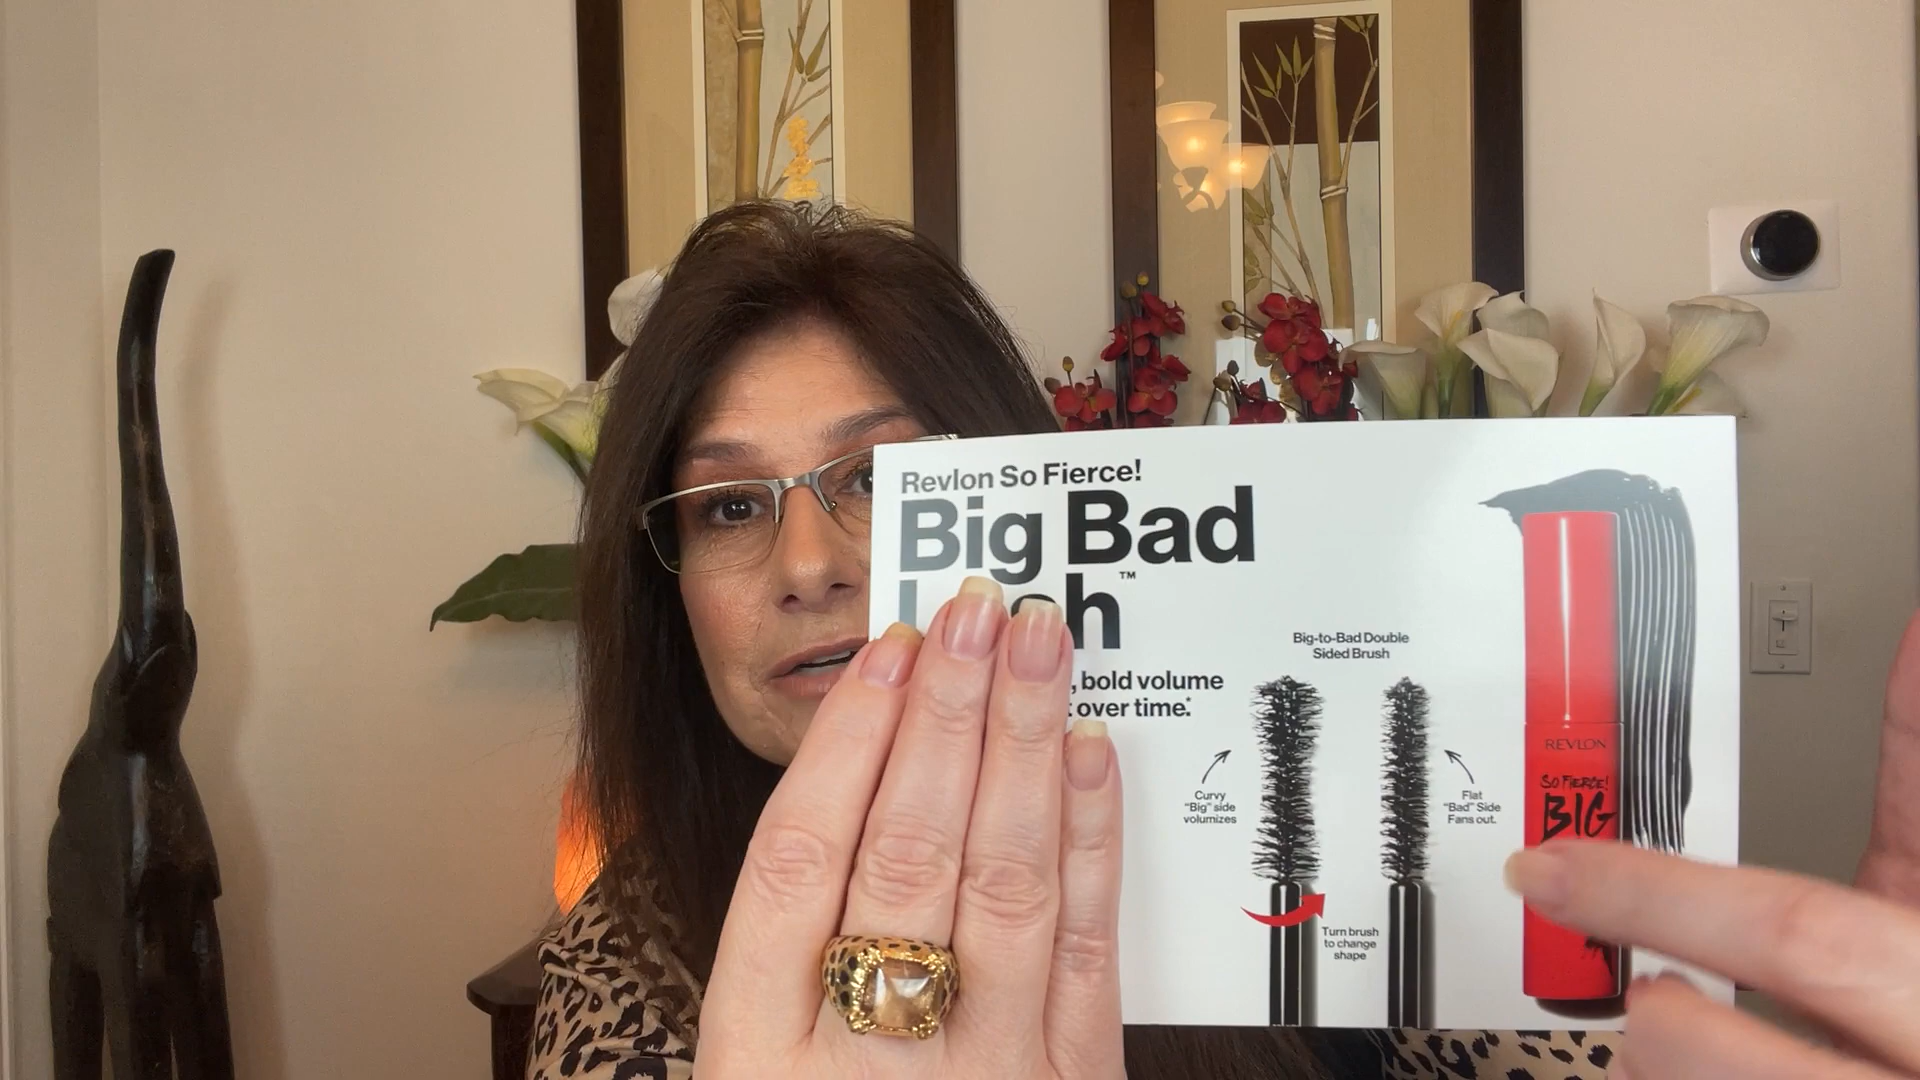 Revlon So Fierce!
Big Bad
™
bold volume
over time.*
Big-to-Bad Double
Sided Brush
Curvy
"Big" side
volumizes
Flat
"Bad" Side
Fans out.
Turn brush
to change
shape
REVLON
SO FIERCE!
BIG